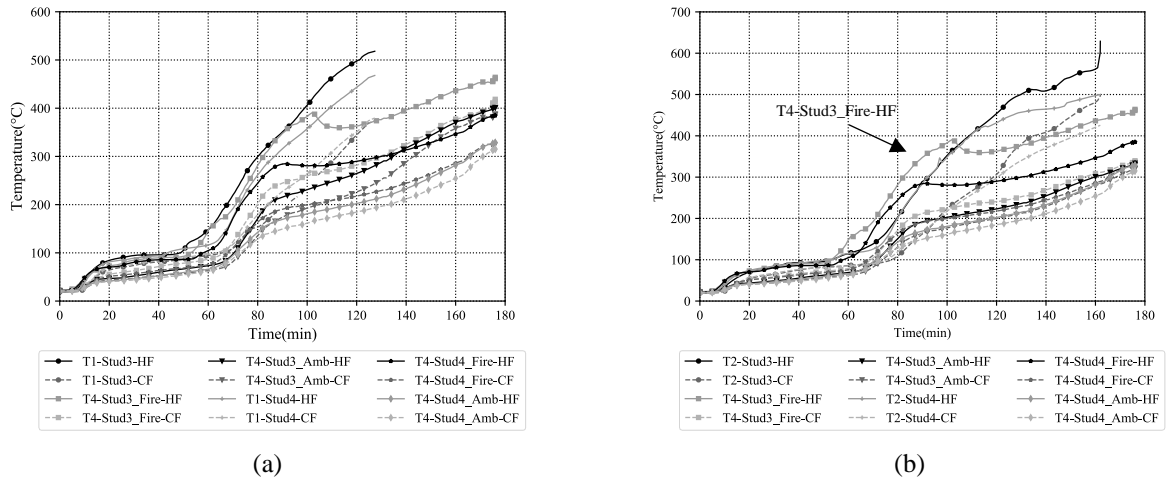 600
500
400
300
200
100
0
Temperature(°C)
0 20 40 60 80 100 120 140 160 180
Time(min)
T1-Stud3-HF T4-Stud3_Amb-HF T4-Stud4_Fire-HF
T1-Stud3-CF T4-Stud3_Amb-CF T4-Stud4_Fire-CF
T4-Stud3_Fire-HF T1-Stud4-HF T4-Stud4_Amb-HF
T4-Stud3_Fire-CF T1-Stud4-CF T4-Stud4_Amb-CF
(a)
700
600
500
400
300
200
100
0
Temperature(°C)
T4-Stud3_Fire-HF
0 20 40 60 80 100 120 140 160 180
Time(min)
T2-Stud3-HF T4-Stud3_Amb-HF T4-Stud4_Fire-HF
T2-Stud3-CF T4-Stud3_Amb-CF T4-Stud4_Fire-CF
T4-Stud3_Fire-HF T2-Stud4-HF T4-Stud4_Amb-HF
T4-Stud3_Fire-CF T2-Stud4-CF T4-Stud4_Amb-CF
(b)